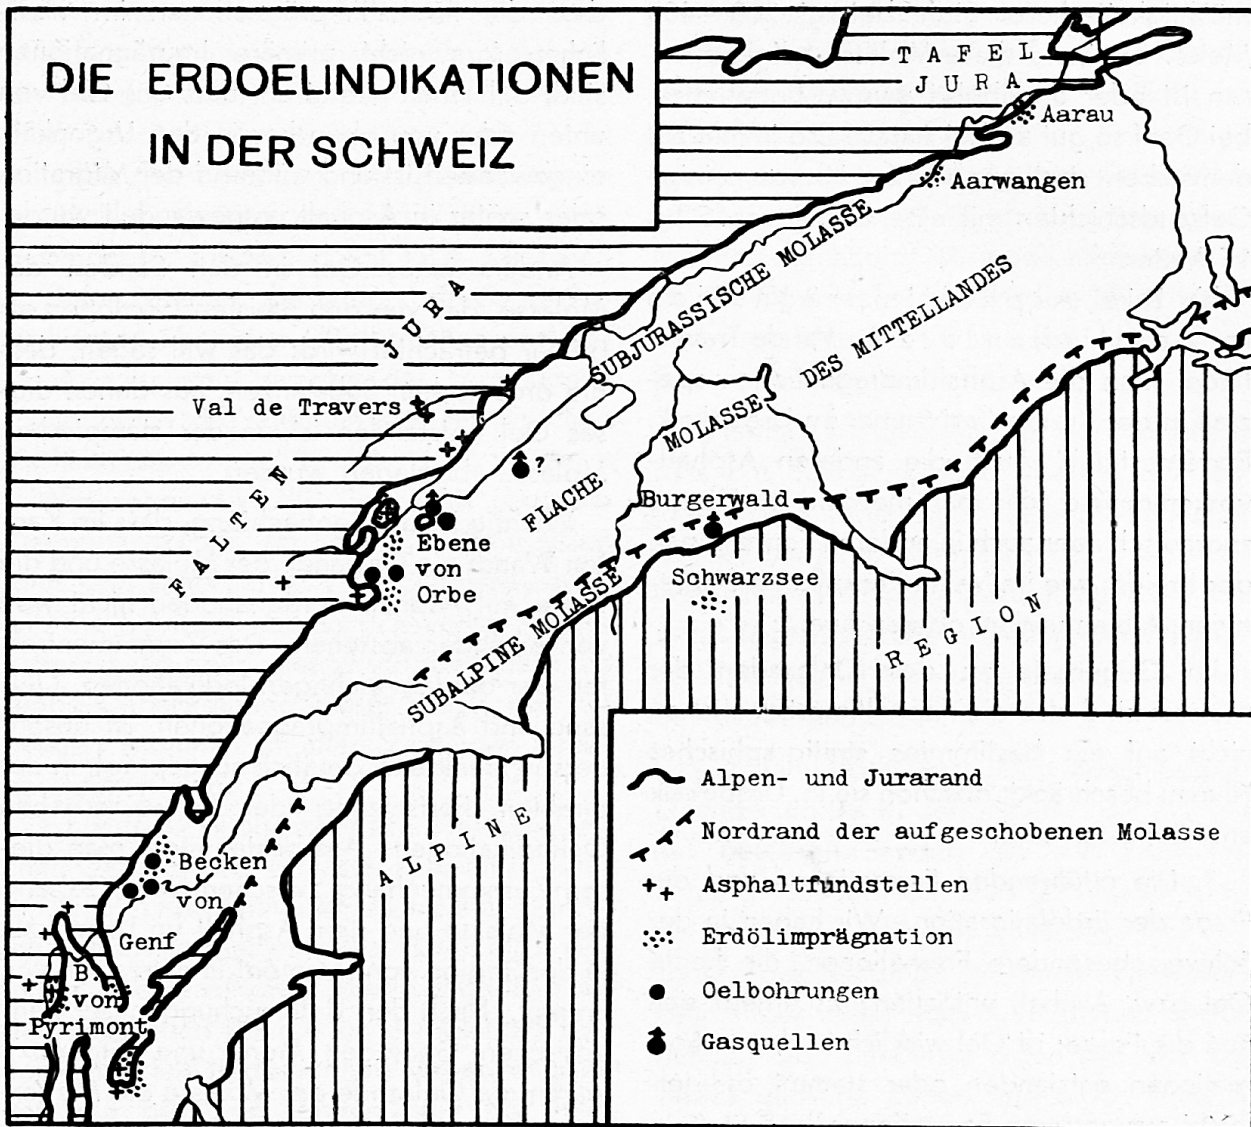 DIE ERDOELINDIKATIONEN
IN DER SCHWEIZ
TAFEL
JURA
Aarau
Aarwangen
SUBJURASSISCHE MOLASSE
JURA
FALTEN
Val de Travers
?
FLACHE MOLASSE DES MITTELLANDES
Burgerwald
Ebene
von
Orbe
Schwarzsee
SUBALPINE MOLASSE
ALPINE REGION
Becken
von
Genf
B.
von
Pyrimont
Alpen- und Jurarand
Nordrand der aufgeschobenen Molasse
Asphaltfundstellen
Erdölimprägnation
Oelbohrungen
Gasquellen